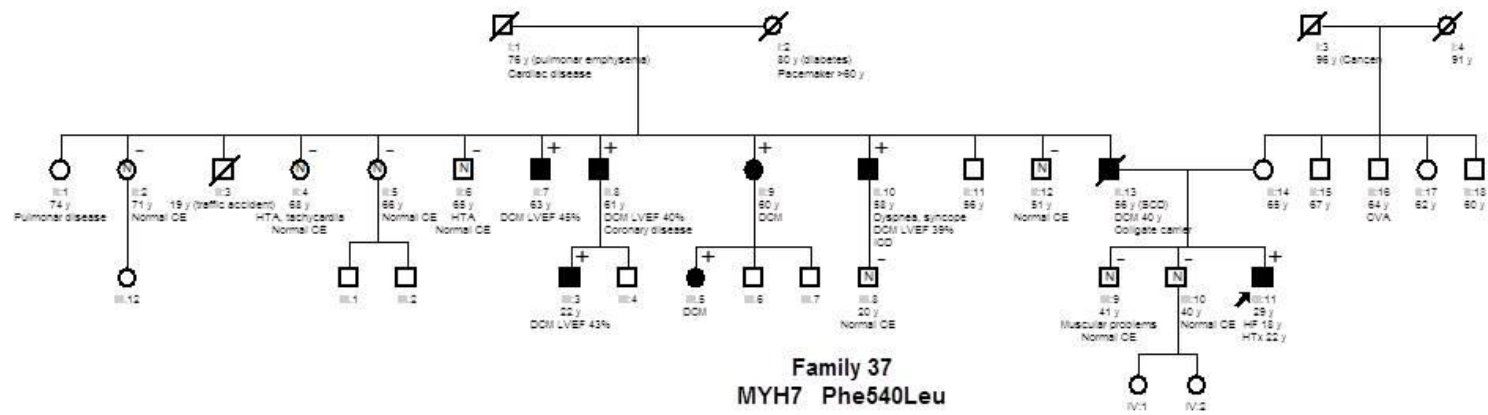 I:1
76 y (pulmonar emphysema)
Cardiac disease
I:2
80 y (diabetes)
Pacemaker >60 y
I:3
96 y (Cancer)
I:4
91 y
+ + + + + +
- - - - - -
N N N N N
II:1
74 y
Pulmonar disease
II:2
71 y
Normal CE
II:3
19 y (traffic accident)
II:4
68 y
HTA, tachycardia
Normal CE
II:5
66 y
Normal CE
II:6
65 y
HTA
Normal CE
II:7
63 y
DCM LVEF 45%
II:8
61 y
DCM LVEF 40%
Coronary disease
II:9
60 y
DCM
II:10
58 y
Dyspnea, syncope
DCM LVEF 39%
ICD
II:11
56 y
II:12
51 y
Normal CE
II:13
56 y (SCD)
DCM 40 y
Obligate carrier
II:14
65 y
II:15
67 y
II:16
64 y
CVA
II:17
62 y
II:18
60 y
III:12
III:1
III:2
III:3
22 y
DCM LVEF 43%
III:4
III:5
DCM
III:6
III:7
III:8
20 y
Normal CE
III:9
41 y
Muscular problems
Normal CE
III:10
40 y
Normal CE
III:11
29 y
HF 18 y
HTx 22 y
IV:1
IV:2
Family 37
MYH7 Phe540Leu